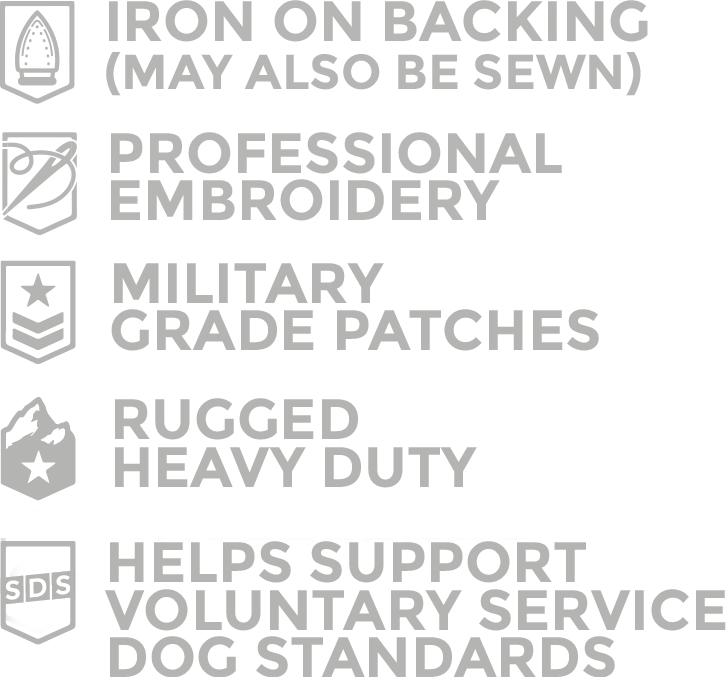 IRON ON BACKING
(MAY ALSO BE SEWN)
PROFESSIONAL
EMBROIDERY
MILITARY
GRADE PATCHES
RUGGED
HEAVY DUTY
SDS
HELPS SUPPORT
VOLUNTARY SERVICE
DOG STANDARDS